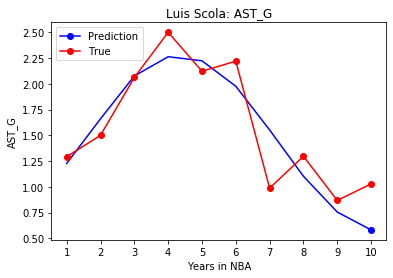 Luis Scola: AST_G
Prediction
True
AST_G
2.50
2.25
2.00
1.75
1.50
1.25
1.00
0.75
0.50
1 2 3 4 5 6 7 8 9 10
Years in NBA